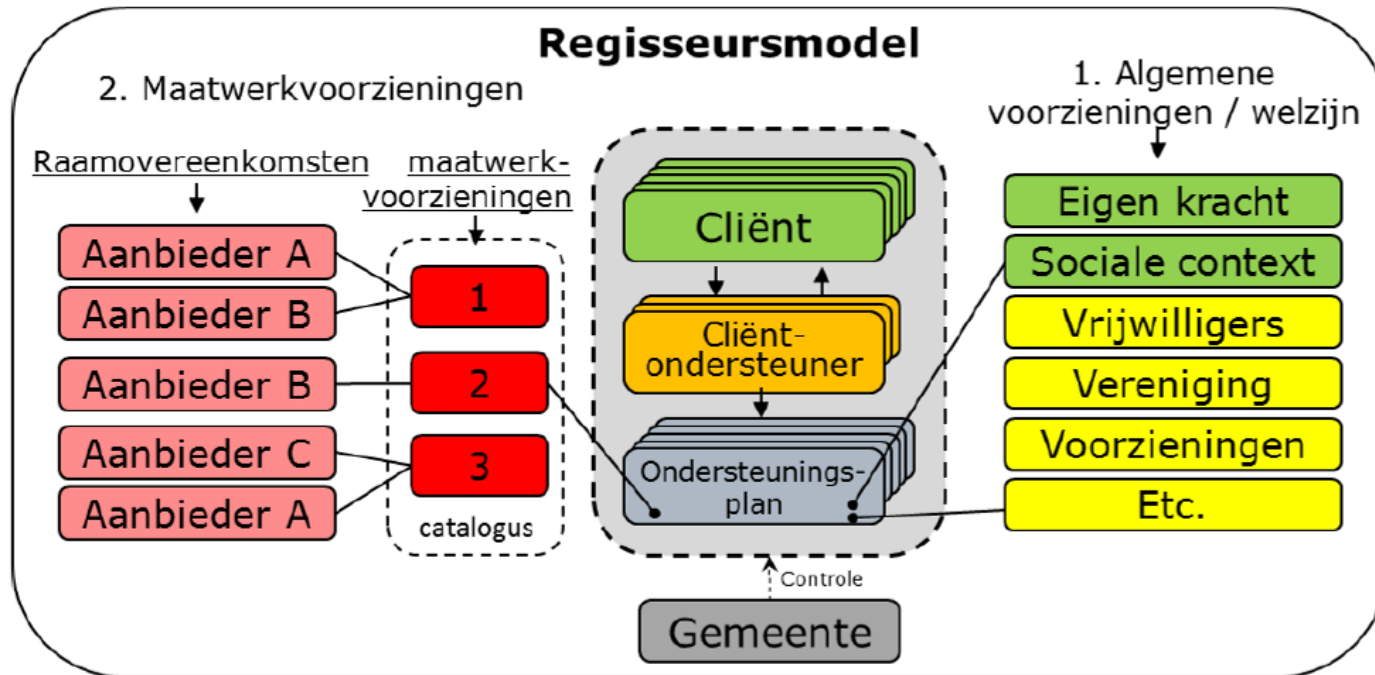 Regisseursmodel
2. Maatwerkvoorzieningen
Raamovereenkomsten
Aanbieder A
Aanbieder B
Aanbieder B
Aanbieder C
Aanbieder A
maatwerk-
voorzieningen
1
2
3
catalogus
Cliënt
Cliënt-
ondersteuner
Ondersteunings-
plan
Controle
Gemeente
1. Algemene
voorzieningen / welzijn
Eigen kracht
Sociale context
Vrijwilligers
Vereniging
Voorzieningen
Etc.